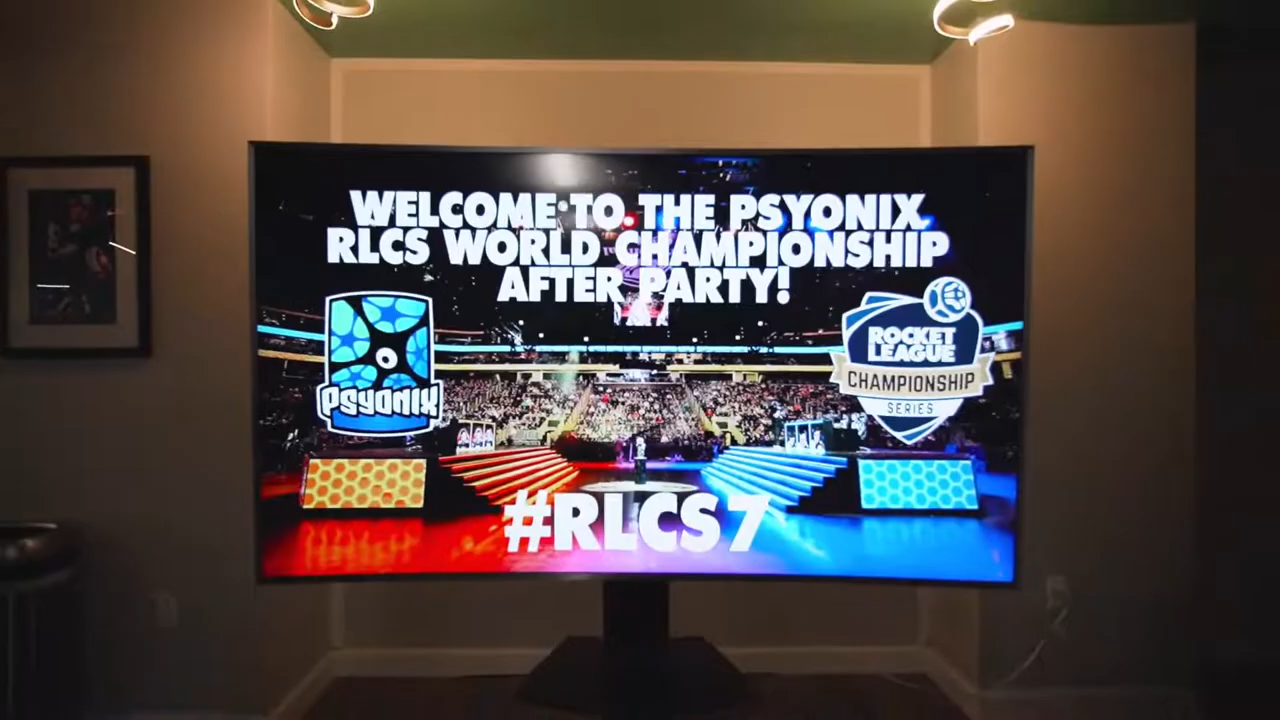 WELCOME TO THE PSYONIX
RLCS WORLD CHAMPIONSHIP
AFTER PARTY!
PSYONIX
ROCKET
LEAGUE
CHAMPIONSHIP
SERIES
#RLCS7